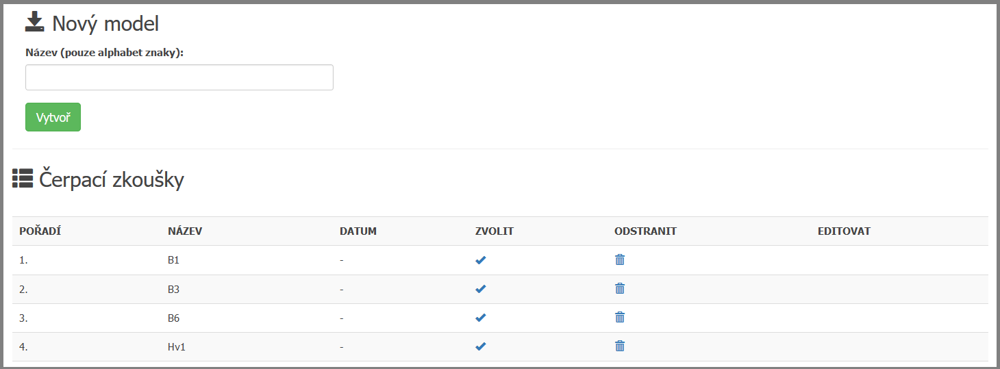 Nový model
Název (pouze alphabet znaky):
Vytvoř
Čerpací zkoušky
POŘADÍ NÁZEV DATUM ZVOLIT ODSTRANIT EDITOVAT
1. B1 -
2. B3 -
3. B6 -
4. Hv1 -